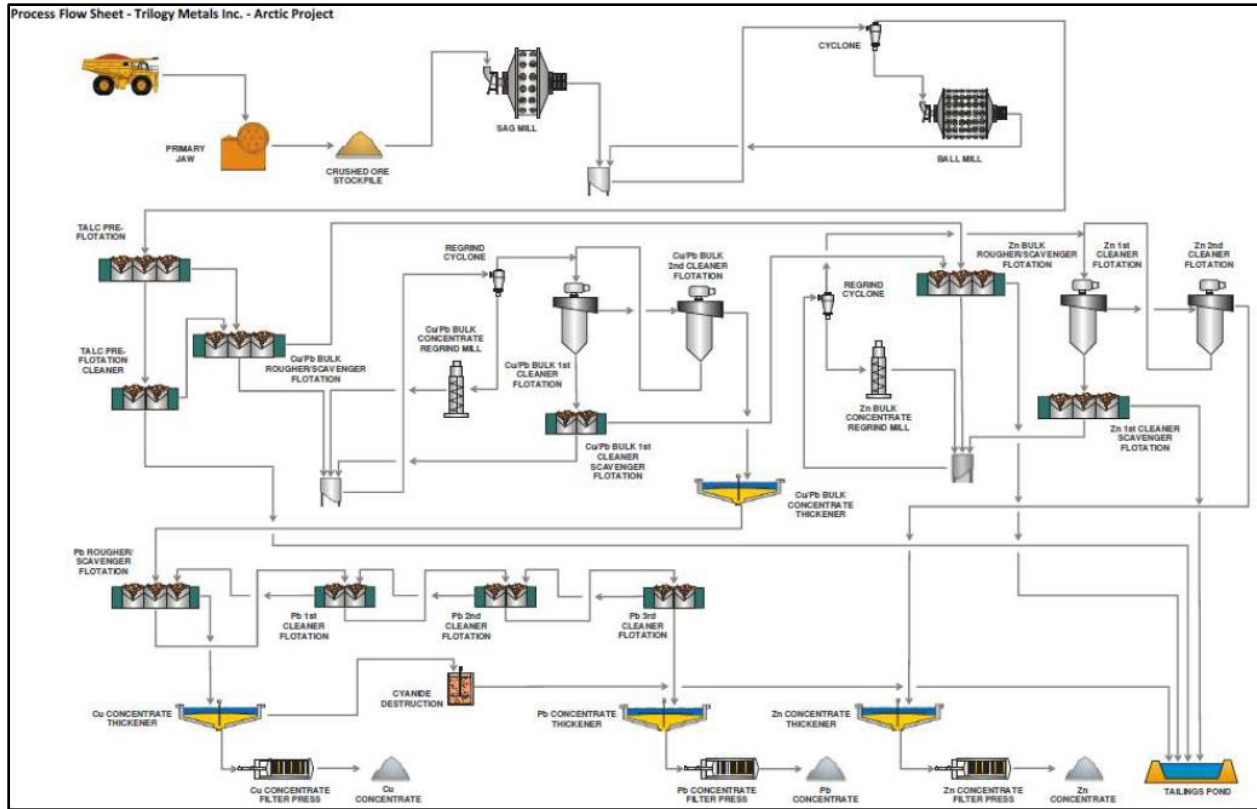 Process Flow Sheet - Trilogy Metals Inc. - Arctic Project
CYCLONE
SAG MILL
PRIMARY
JAW
CRUSHED ORE
STOCKPILE
BALL MILL
TALC PRE-
FLOTATION
REGRIND
CYCLONE
Cu/Pb BULK
2nd CLEANER
FLOTATION
Zn BULK
ROUGHER/SCAVENGER
FLOTATION
Zn 1st
CLEANER
FLOTATION
Zn 2nd
CLEANER
FLOTATION
REGRIND
CYCLONE
Cu/Pb BULK
CONCENTRATE
REGRIND MILL
TALC PRE-
FLOTATION
CLEANER
Cu/Pb BULK
ROUGHER/SCAVENGER
FLOTATION
Cu/Pb BULK 1st
CLEANER
FLOTATION
Zn BULK
CONCENTRATE
REGRIND MILL
Zn 1st CLEANER
SCAVENGER
FLOTATION
Cu/Pb BULK 1st
CLEANER
SCAVENGER
FLOTATION
Cu/Pb BULK
CONCENTRATE
THICKENER
Pb ROUGHER/
SCAVENGER
FLOTATION
Pb 1st
CLEANER
FLOTATION
Pb 2nd
CLEANER
FLOTATION
Pb 3rd
CLEANER
FLOTATION
CYANIDE
DESTRUCTION
Cu CONCENTRATE
THICKENER
Pb CONCENTRATE
THICKENER
Zn CONCENTRATE
THICKENER
Cu CONCENTRATE
FILTER PRESS
Cu
CONCENTRATE
Pb CONCENTRATE
FILTER PRESS
Pb
CONCENTRATE
Zn CONCENTRATE
FILTER PRESS
Zn
CONCENTRATE
TAILINGS POND